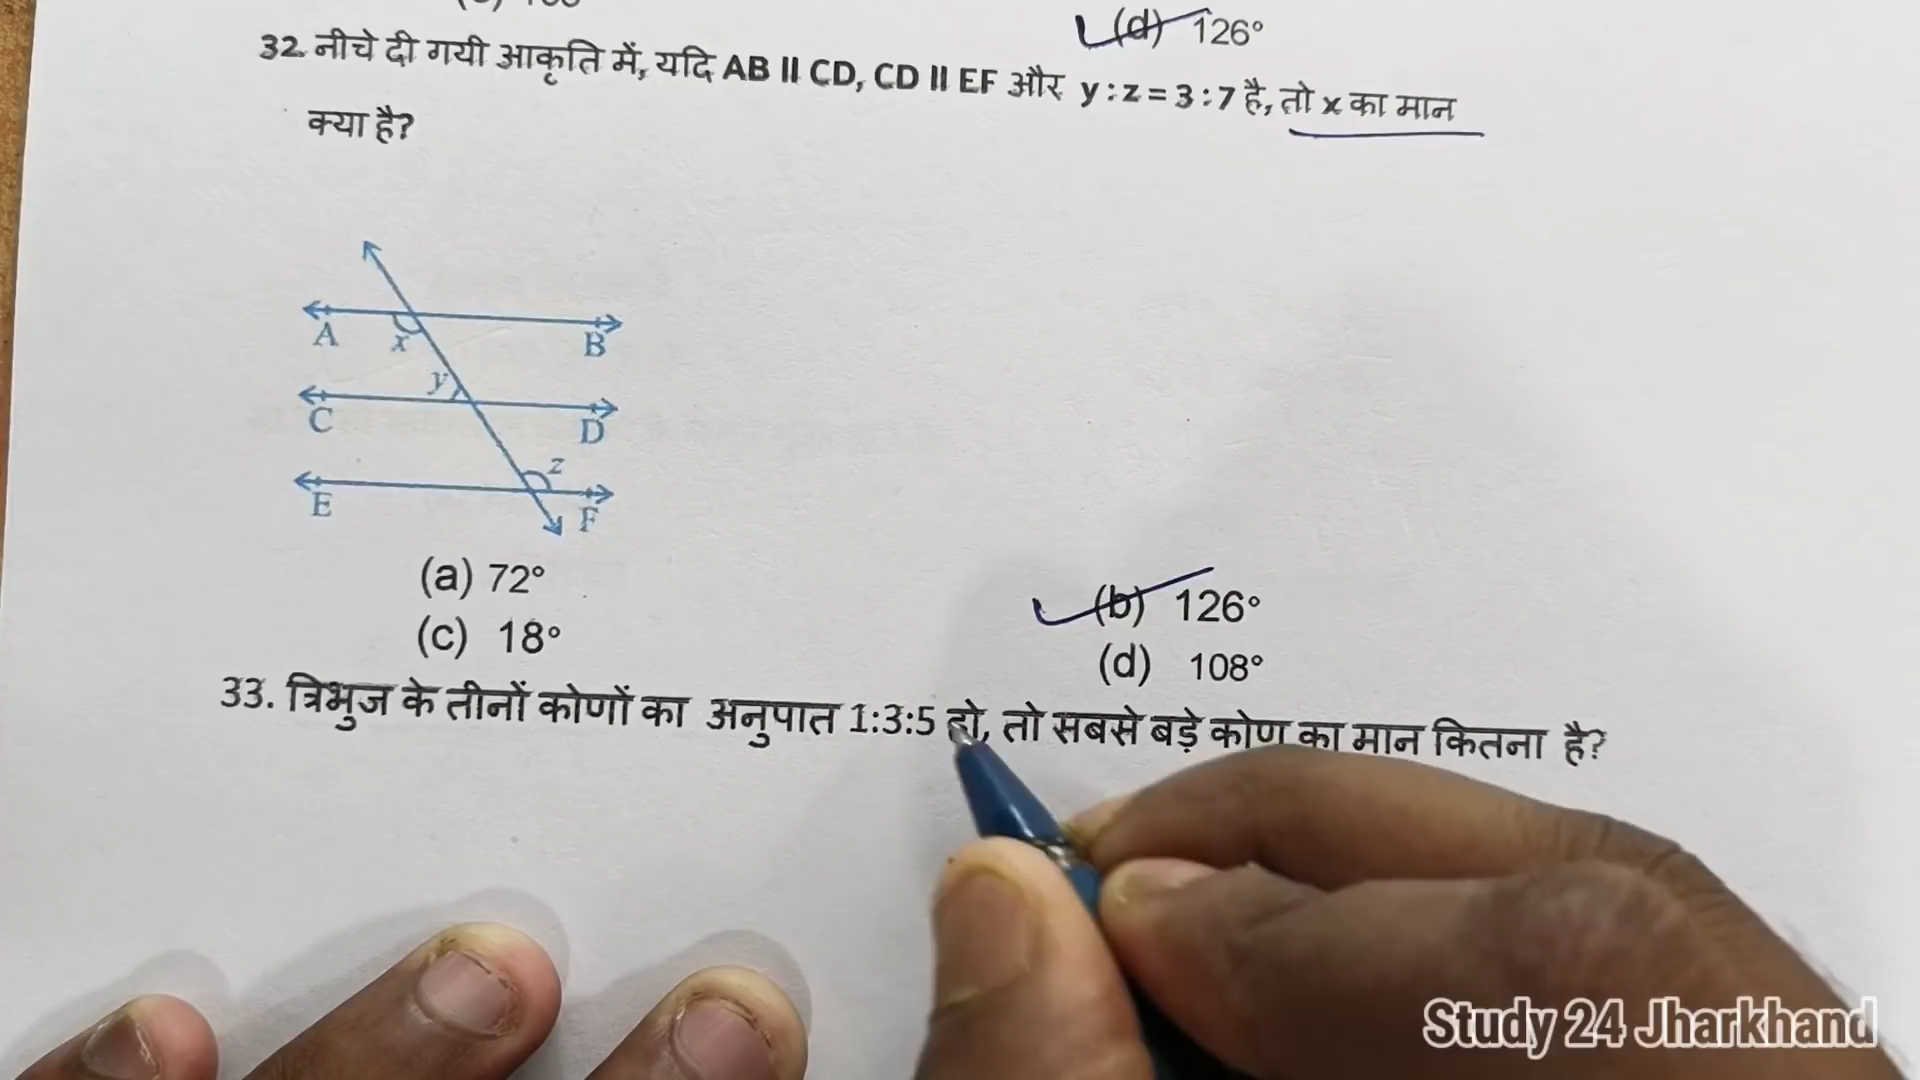 (d) 126°
32. नीचे दी गयी आकृति में, यदि AB ll CD, CD ll EF और y : z = 3 : 7 है, तो x का मान
क्या है?
A
x
B
y
C
D
z
E
F
(a) 72°
(b) 126°
(c) 18°
(d) 108°
33. त्रिभुज के तीनों कोणों का अनुपात 1:3:5 हो, तो सबसे बड़े कोण का मान कितना है?
Study 24 Jharkhand